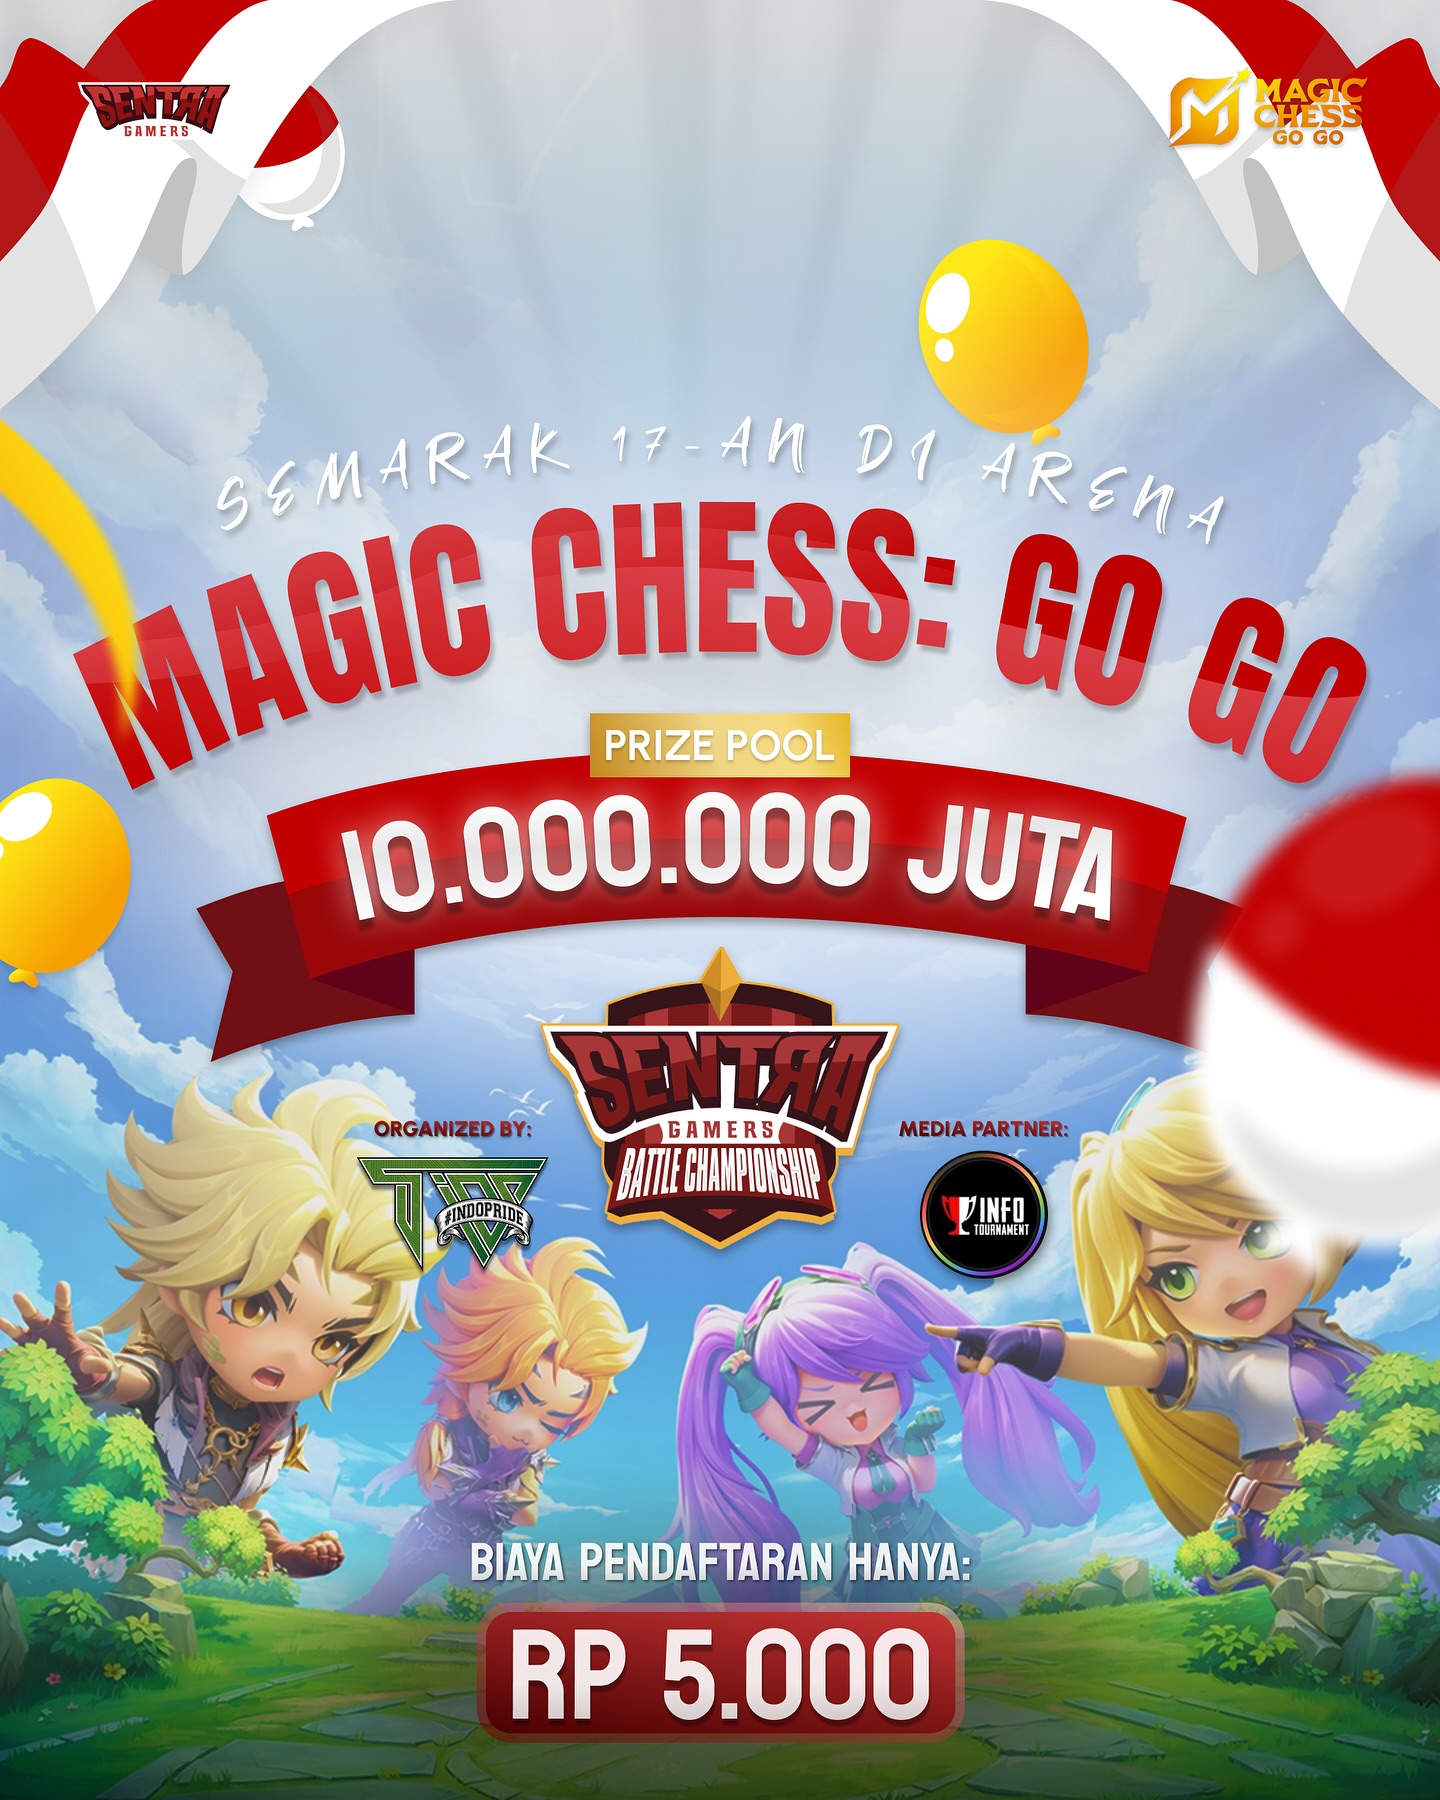 SENTRA
GAMERS
MAGIC
CHESS
GO GO
SEMARAK 17-AN DI ARENA
MAGIC CHESS: GO GO
PRIZE POOL
10.000.000 JUTA
SENTRA
GAMERS
BATTLE CHAMPIONSHIP
ORGANIZED BY:
#INDOPRIDE
MEDIA PARTNER:
INFO
TOURNAMENT
BIAYA PENDAFTARAN HANYA:
RP 5.000